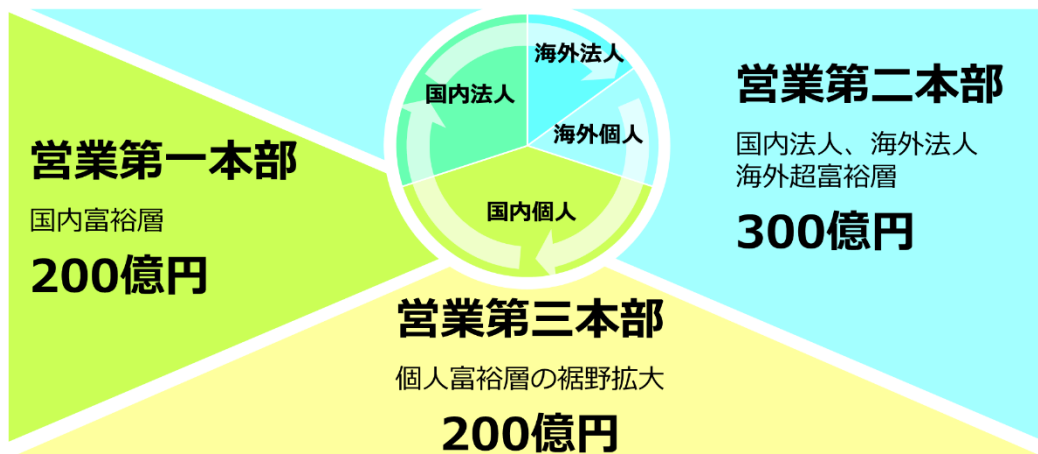 海外法人
国内法人
海外個人
国内個人
営業第一本部
国内富裕層
200億円
営業第二本部
国内法人、海外法人
海外超富裕層
300億円
営業第三本部
個人富裕層の裾野拡大
200億円